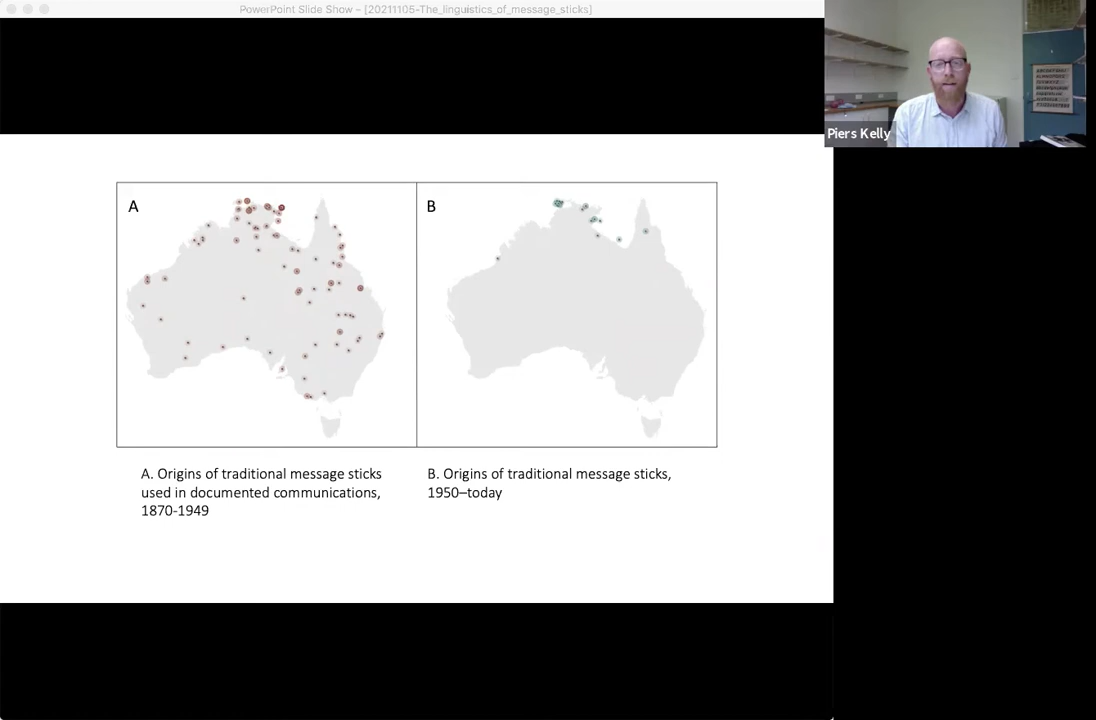 PowerPoint Slide Show – [20211105-The_linguistics_of_message_sticks]
Piers Kelly
A
B
A. Origins of traditional message sticks
used in documented communications,
1870-1949
B. Origins of traditional message sticks,
1950–today